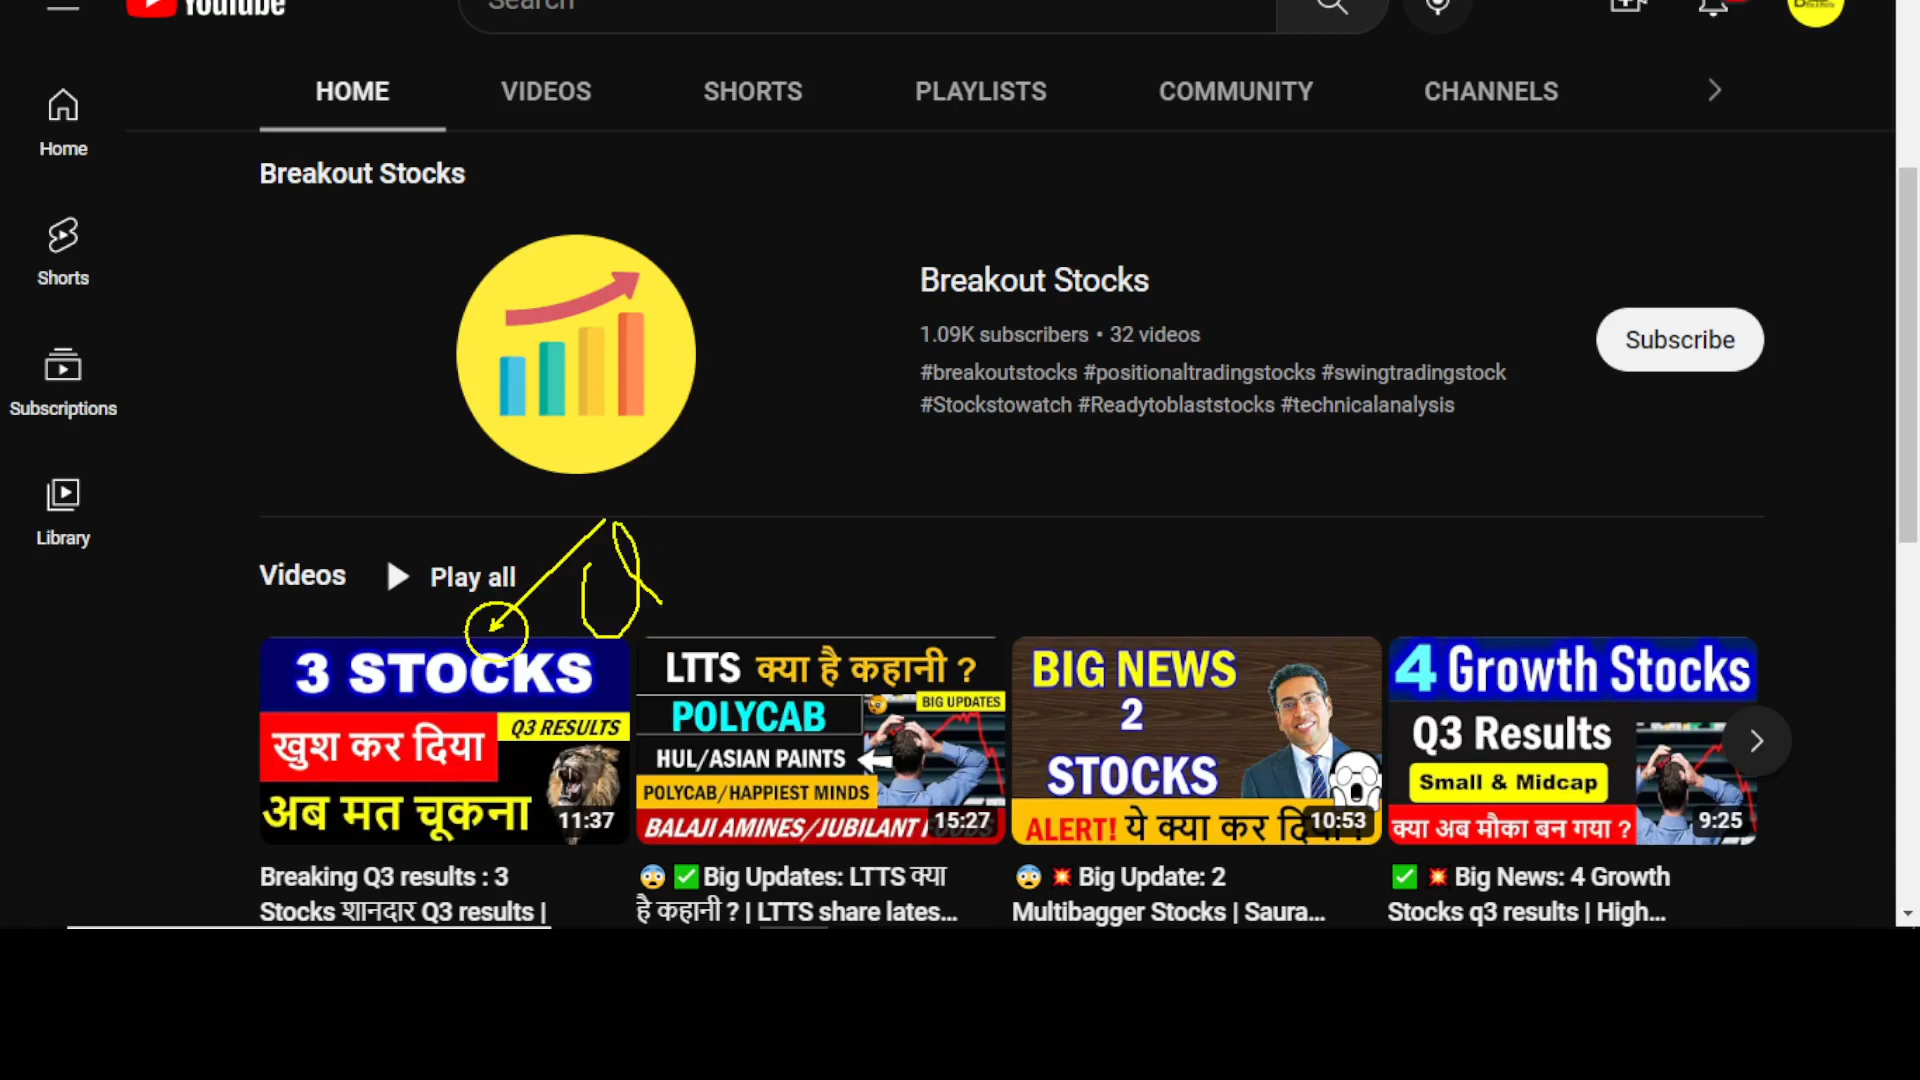 YouTube
Search
HOME VIDEOS SHORTS PLAYLISTS COMMUNITY CHANNELS
Home
Shorts
Subscriptions
Library
Breakout Stocks
Breakout Stocks
1.09K subscribers • 32 videos
#breakoutstocks #positionaltradingstocks #swingtradingstock
#Stockstowatch #Readytoblaststocks #technicalanalysis
Subscribe
Videos Play all
3 STOCKS
खुश कर दिया
Q3 RESULTS
अब मत चूकना
11:37
LTTS क्या है कहानी ?
POLYCAB
BIG UPDATES
HUL/ASIAN PAINTS
POLYCAB/HAPPIEST MINDS
BALAJI AMINES/JUBILANT
15:27
BIG NEWS
2
STOCKS
ALERT! ये क्या कर
10:53
4 Growth Stocks
Q3 Results
Small & Midcap
क्या अब मौका बन गया ?
9:25
Breaking Q3 results : 3
Stocks शानदार Q3 results |
😨 ✅ Big Updates: LTTS क्या
है कहानी ? | LTTS share lates...
😨 💥 Big Update: 2
Multibagger Stocks | Saura...
✅ 💥 Big News: 4 Growth
Stocks q3 results | High...